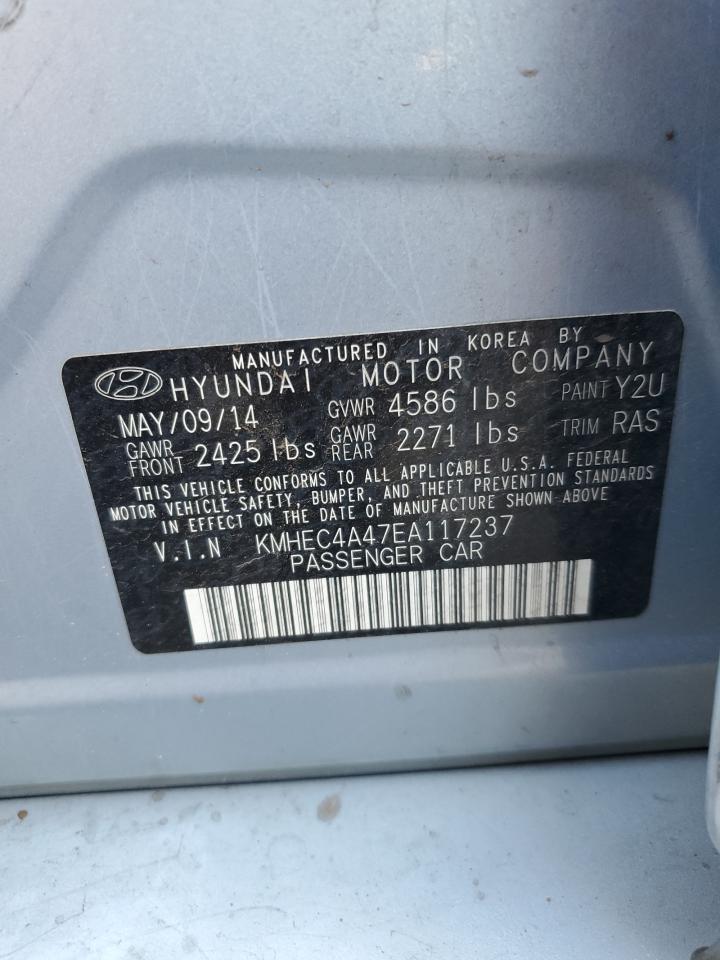 MANUFACTURED IN KOREA BY
HYUNDAI MOTOR COMPANY
MAY/09/14 GVWR 4586 lbs PAINT Y2U
GAWR FRONT 2425 lbs GAWR REAR 2271 lbs TRIM RAS
THIS VEHICLE CONFORMS TO ALL APPLICABLE U.S.A. FEDERAL
MOTOR VEHICLE SAFETY, BUMPER, AND THEFT PREVENTION STANDARDS
IN EFFECT ON THE DATE OF MANUFACTURE SHOWN ABOVE
V.I.N KMHEC4A47EA117237
PASSENGER CAR